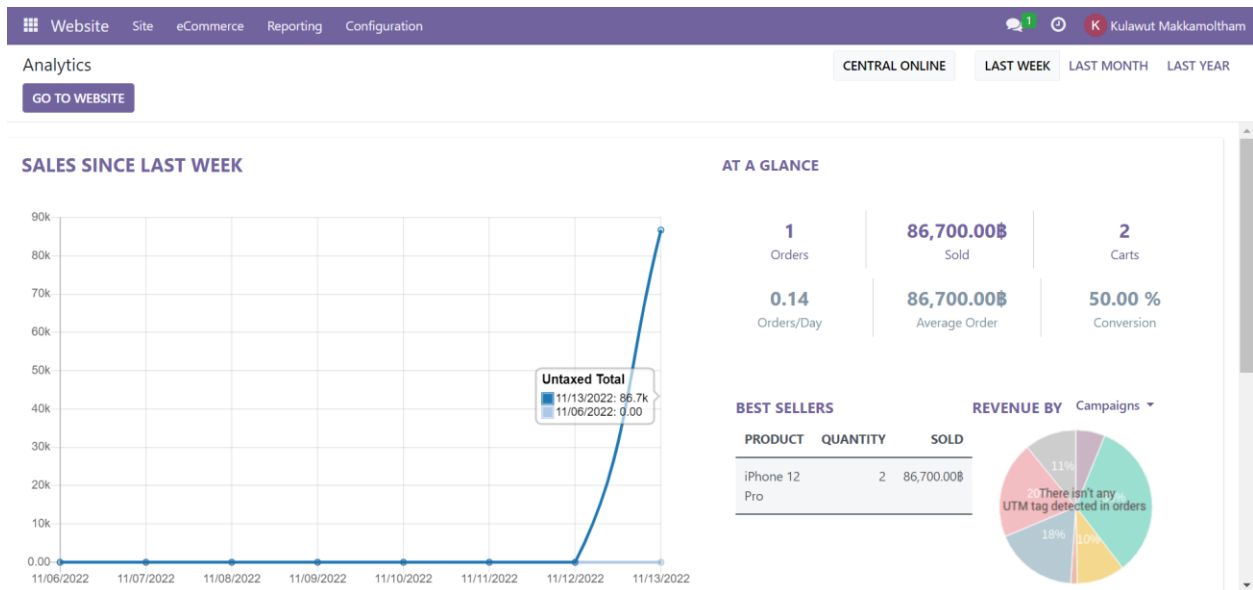 Website Site eCommerce Reporting Configuration 1 K Kulawut Makkamoltham
Analytics CENTRAL ONLINE LAST WEEK LAST MONTH LAST YEAR
GO TO WEBSITE
SALES SINCE LAST WEEK
90k
80k
70k
60k
50k
40k
30k
20k
10k
0.00
11/06/2022 11/07/2022 11/08/2022 11/09/2022 11/10/2022 11/11/2022 11/12/2022 11/13/2022
Untaxed Total
11/13/2022: 86.7k
11/06/2022: 0.00
AT A GLANCE
1 86,700.00฿ 2
Orders Sold Carts
0.14 86,700.00฿ 50.00 %
Orders/Day Average Order Conversion
BEST SELLERS
PRODUCT QUANTITY SOLD
iPhone 12 Pro 2 86,700.00฿
REVENUE BY Campaigns
11%
There isn't any
UTM tag detected in orders
18% 10%